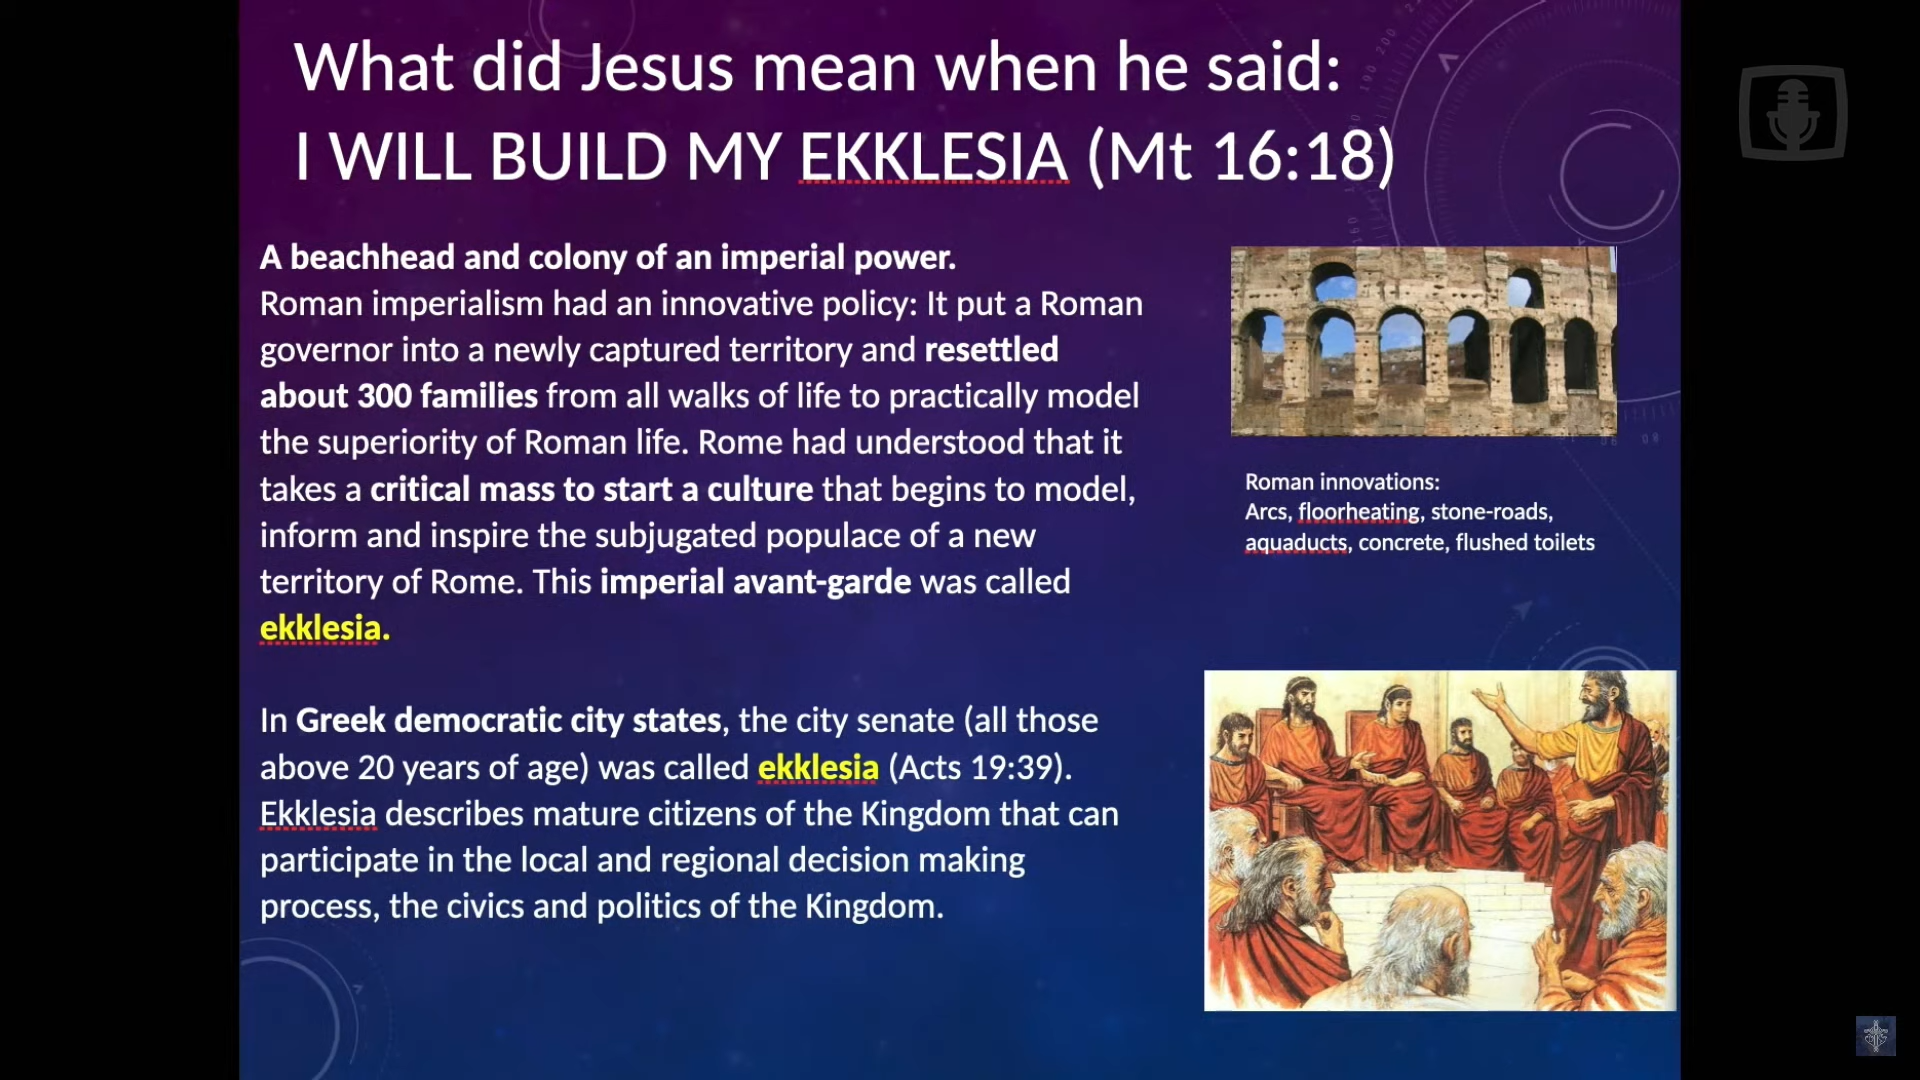 What did Jesus mean when he said:
I WILL BUILD MY EKKLESIA (Mt 16:18)
A beachhead and colony of an imperial power.
Roman imperialism had an innovative policy: It put a Roman
governor into a newly captured territory and resettled
about 300 families from all walks of life to practically model
the superiority of Roman life. Rome had understood that it
takes a critical mass to start a culture that begins to model,
inform and inspire the subjugated populace of a new
territory of Rome. This imperial avant-garde was called
ekklesia.
In Greek democratic city states, the city senate (all those
above 20 years of age) was called ekklesia (Acts 19:39).
Ekklesia describes mature citizens of the Kingdom that can
participate in the local and regional decision making
process, the civics and politics of the Kingdom.
Roman innovations:
Arcs, floorheating, stone-roads,
aquaducts, concrete, flushed toilets